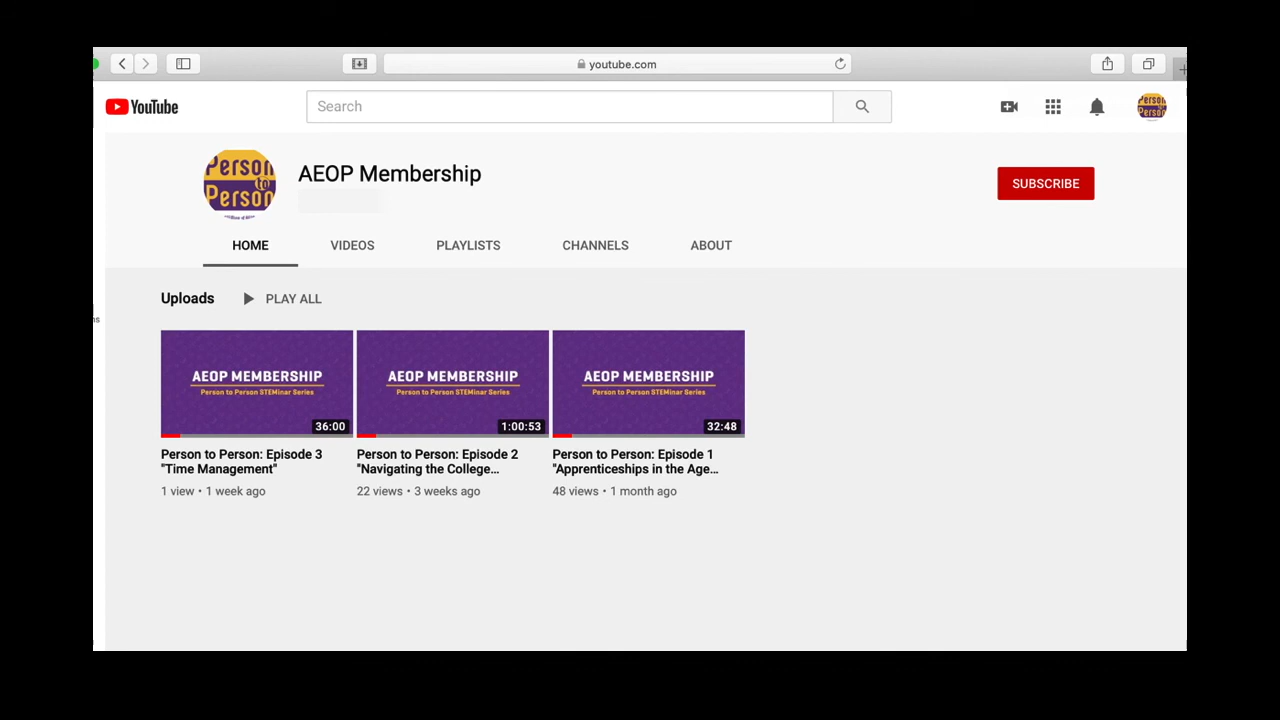 youtube.com
YouTube
Search
Person
to
Person
Person
to
Person
AEOP Membership
SUBSCRIBE
HOME
VIDEOS
PLAYLISTS
CHANNELS
ABOUT
Uploads
PLAY ALL
AEOP MEMBERSHIP
Person to Person STEMinar Series
36:00
AEOP MEMBERSHIP
Person to Person STEMinar Series
1:00:53
AEOP MEMBERSHIP
Person to Person STEMinar Series
32:48
Person to Person: Episode 3
"Time Management"
1 view • 1 week ago
Person to Person: Episode 2
"Navigating the College...
22 views • 3 weeks ago
Person to Person: Episode 1
"Apprenticeships in the Age...
48 views • 1 month ago